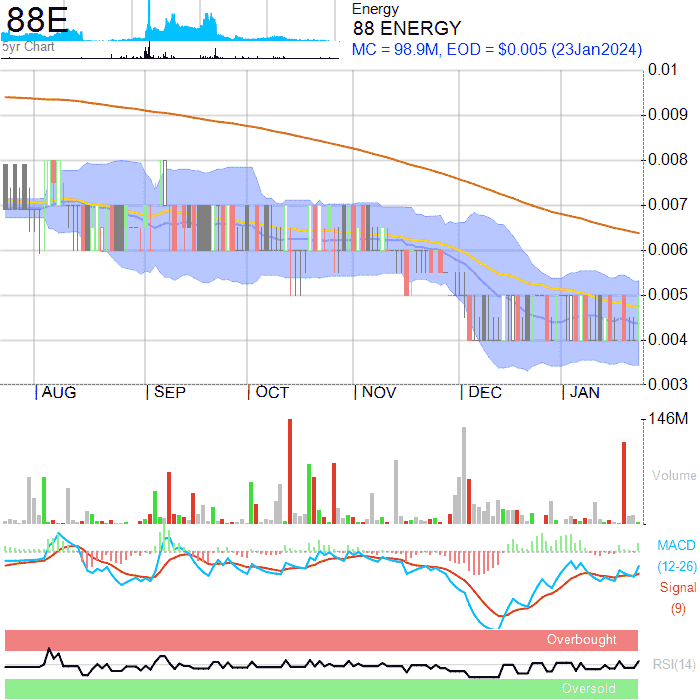 88E
5yr Chart
Energy
88 ENERGY
MC = 98.9M, EOD = $0.005 (23Jan2024)
0.01
0.009
0.008
0.007
0.006
0.005
0.004
0.003
AUG SEP OCT NOV DEC JAN
146M
Volume
MACD
(12-26)
Signal
(9)
Overbought
RSI(14)
Oversold